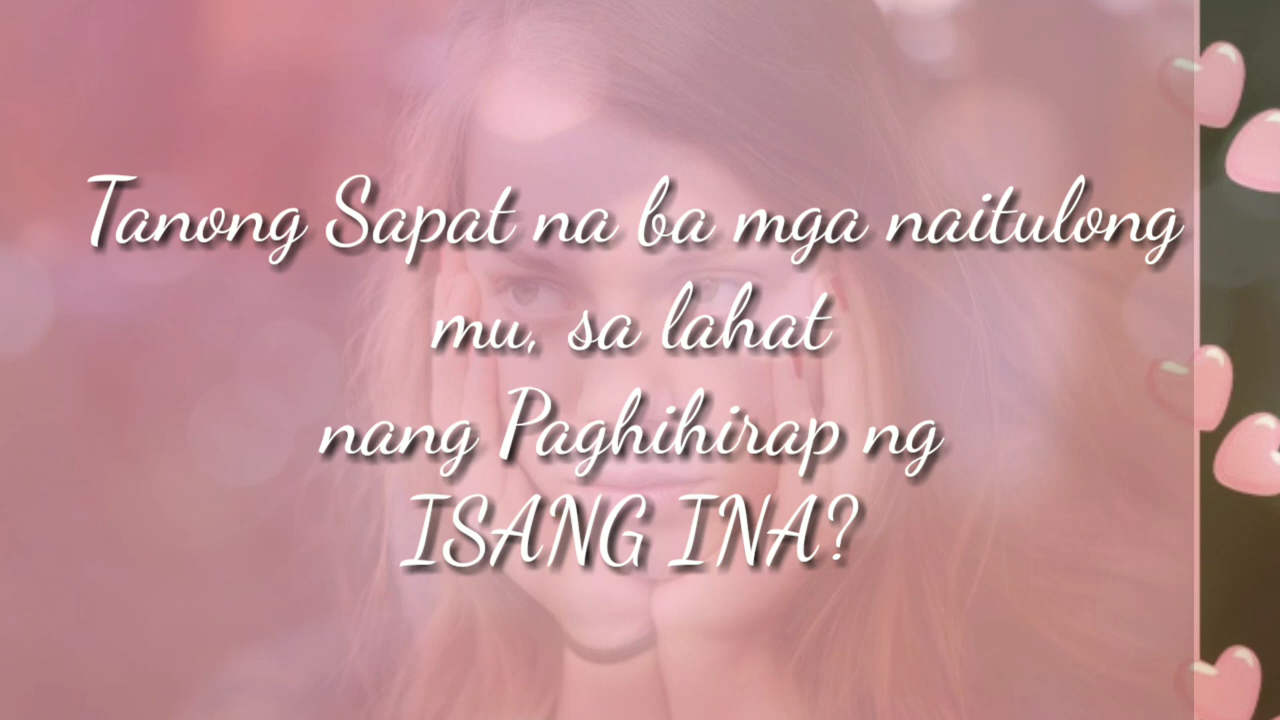 Tanong Sapat na ba mga naitulong
mu, sa lahat
nang Paghihirap ng
ISANG INA?